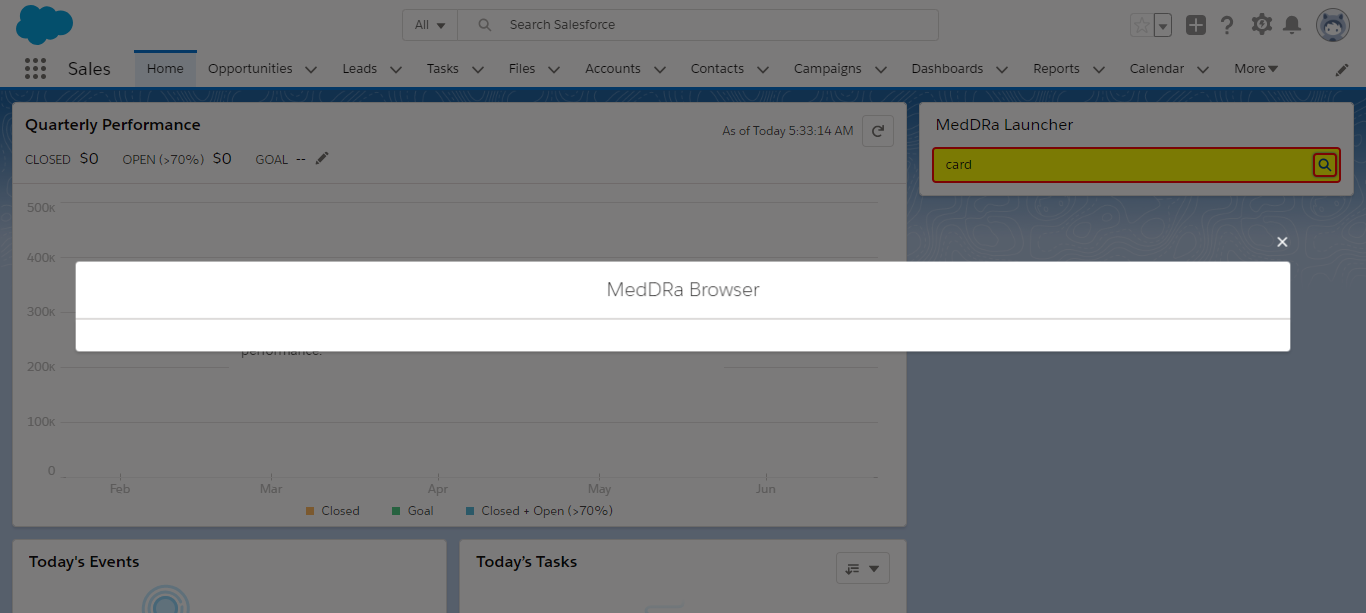 All
Search Salesforce
Sales
Home
Opportunities
Leads
Tasks
Files
Accounts
Contacts
Campaigns
Dashboards
Reports
Calendar
More
Quarterly Performance
As of Today 5:33:14 AM
CLOSED $0 OPEN (>70%) $0 GOAL --
MedDRa Launcher
card
MedDRa Browser
performance.
500K
400K
300K
200K
100K
0
Feb Mar Apr May Jun
Closed Goal Closed + Open (>70%)
Today's Events
Today's Tasks